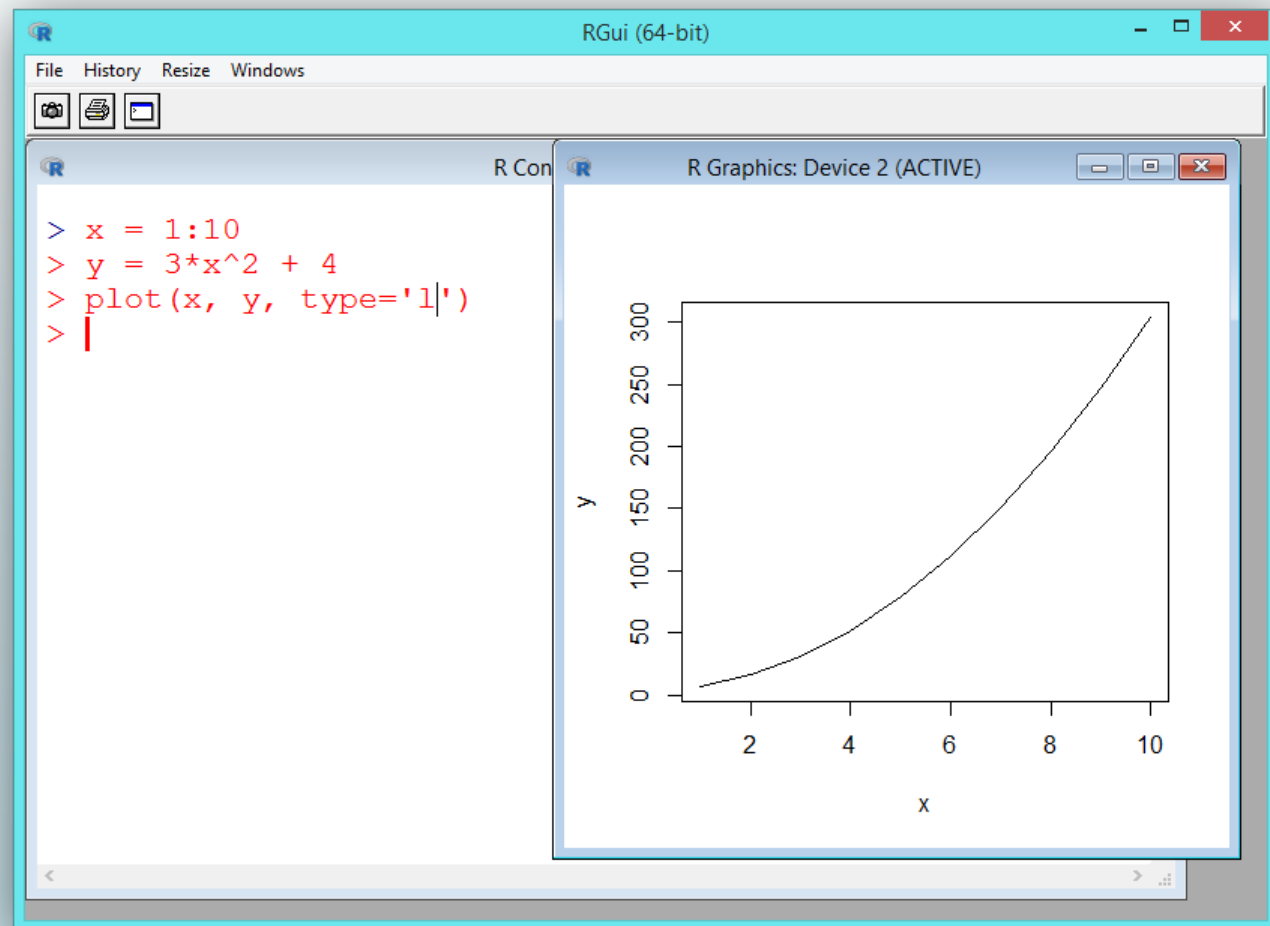 RGui (64-bit)
File History Resize Windows
R Con
> x = 1:10
> y = 3*x^2 + 4
> plot(x, y, type='l')
>
R Graphics: Device 2 (ACTIVE)
300
250
200
150
100
50
0
y
2 4 6 8 10
x